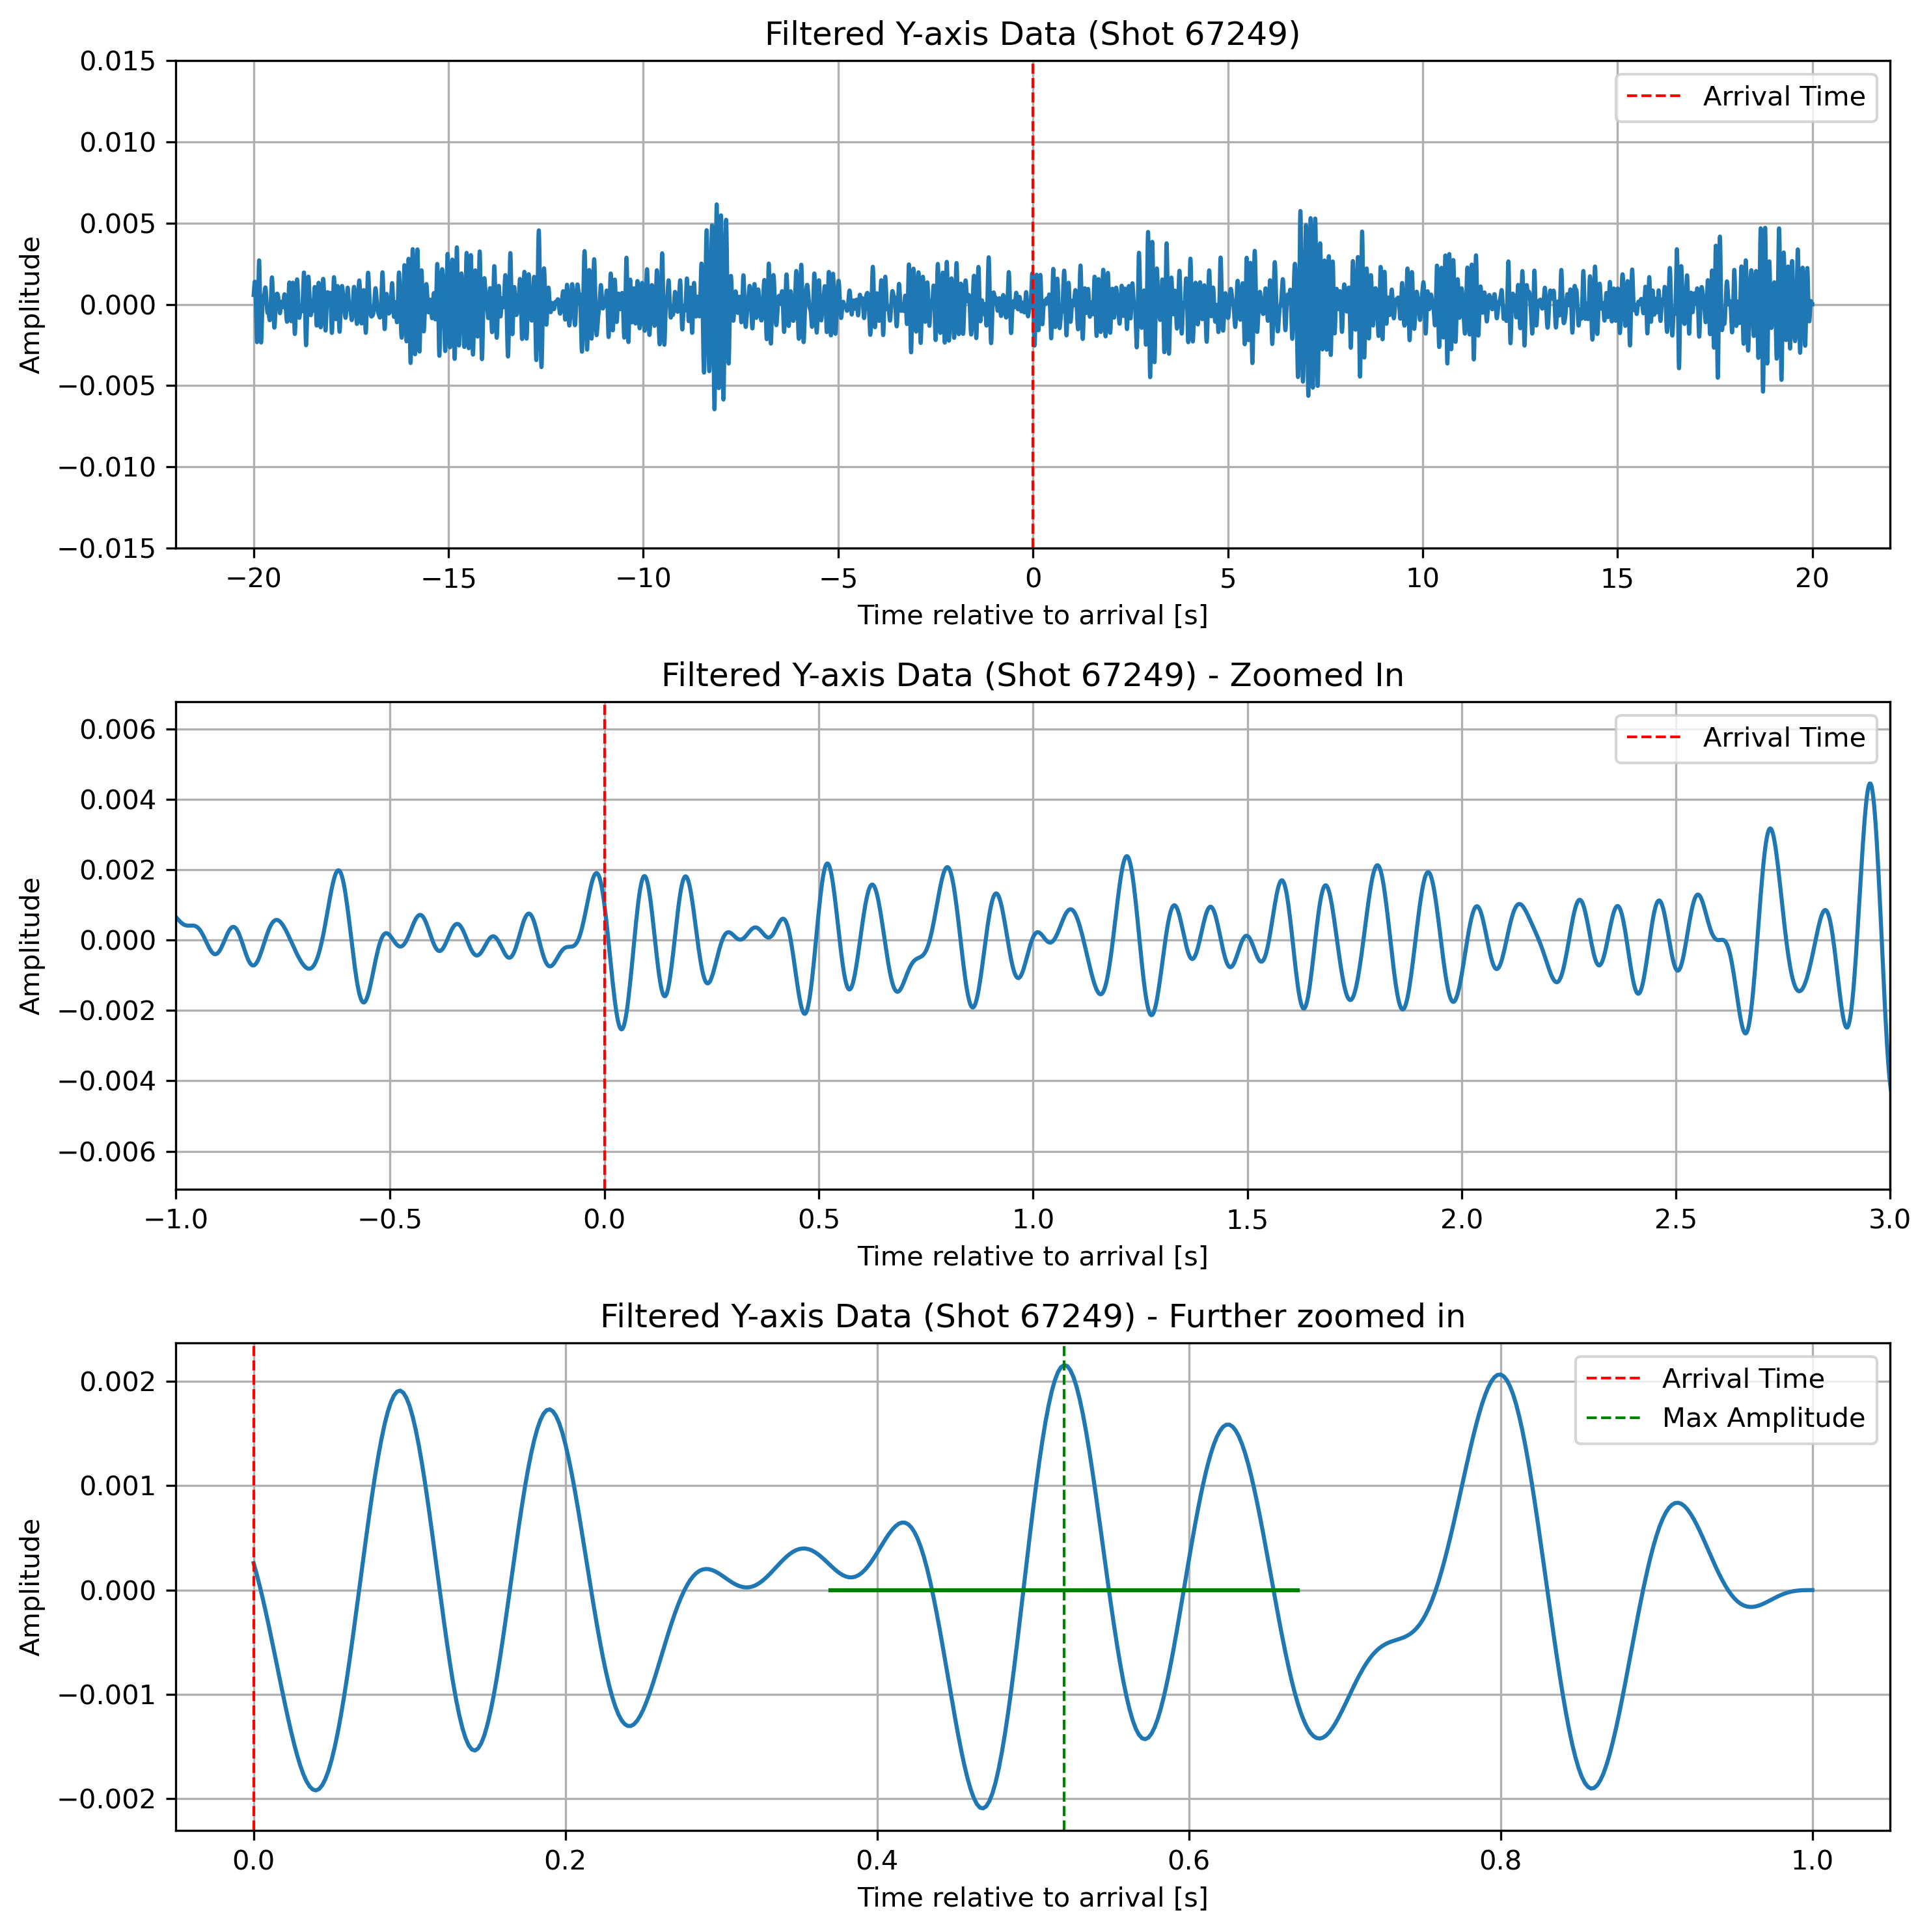 Filtered Y-axis Data (Shot 67249)
0.015
0.010
0.005
0.000
−0.005
−0.010
−0.015
Amplitude
Arrival Time
−20 −15 −10 −5 0 5 10 15 20
Time relative to arrival [s]
Filtered Y-axis Data (Shot 67249) - Zoomed In
0.006
0.004
0.002
0.000
−0.002
−0.004
−0.006
Amplitude
Arrival Time
−1.0 −0.5 0.0 0.5 1.0 1.5 2.0 2.5 3.0
Time relative to arrival [s]
Filtered Y-axis Data (Shot 67249) - Further zoomed in
0.002
0.001
0.000
−0.001
−0.002
Amplitude
Arrival Time
Max Amplitude
0.0 0.2 0.4 0.6 0.8 1.0
Time relative to arrival [s]